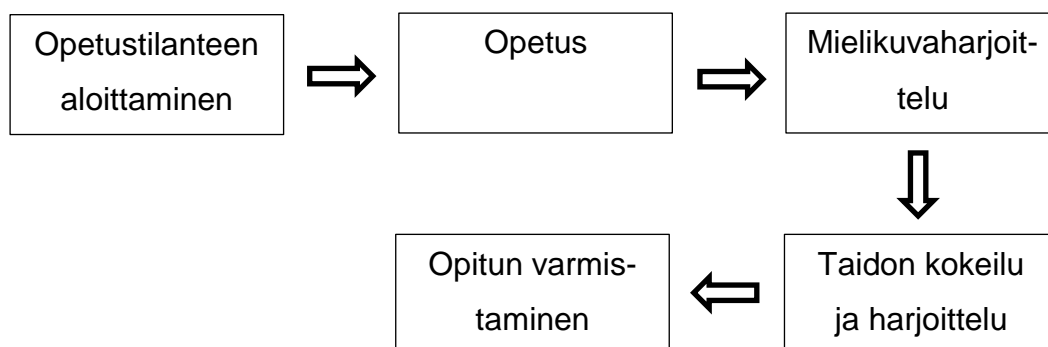 Opetustilanteen
aloittaminen
Opetus
Mielikuvaharjoit-
telu
Taidon kokeilu
ja harjoittelu
Opitun varmis-
taminen